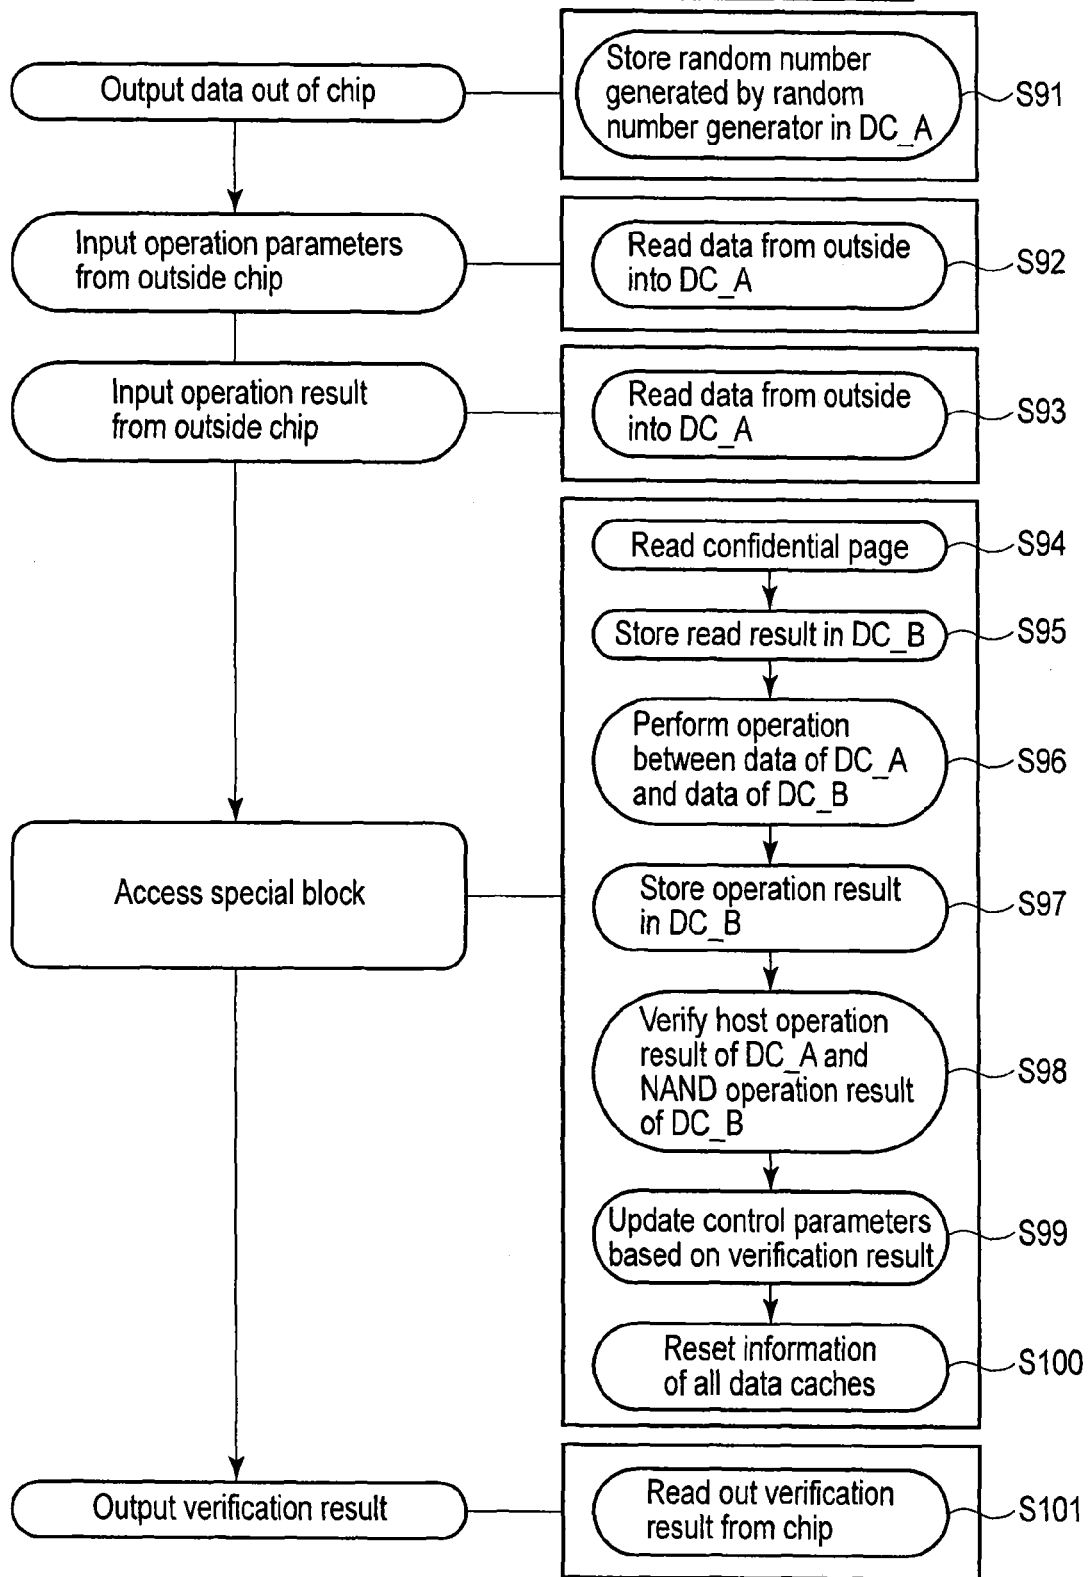 Output data out of chip
Store random number
generated by random
number generator in DC_A
S91
Input operation parameters
from outside chip
Read data from outside
into DC_A
S92
Input operation result
from outside chip
Read data from outside
into DC_A
S93
Read confidential page
S94
Store read result in DC_B
S95
Perform operation
between data of DC_A
and data of DC_B
S96
Access special block
Store operation result
in DC_B
S97
Verify host operation
result of DC_A and
NAND operation result
of DC_B
S98
Update control parameters
based on verification result
S99
Reset information
of all data caches
S100
Output verification result
Read out verification
result from chip
S101